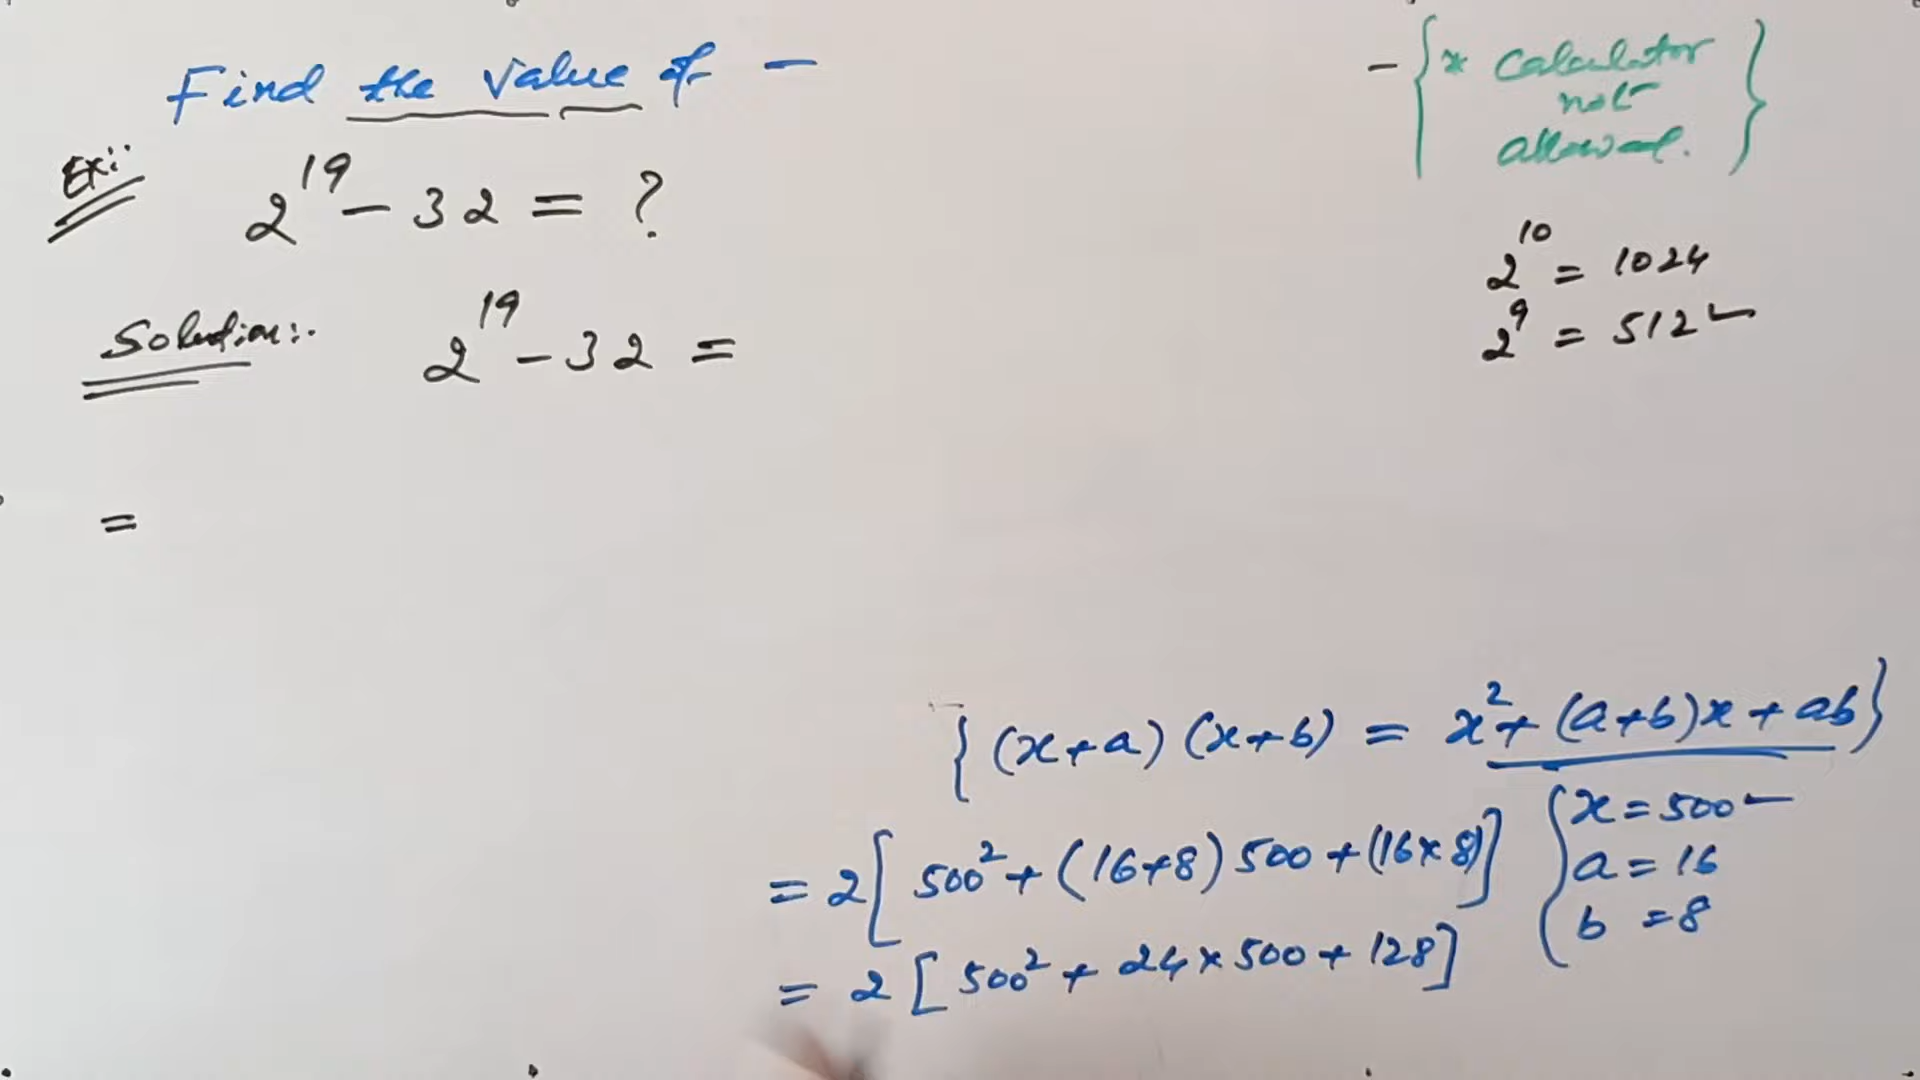 Find the value of –
Ex:- 2^19 - 32 = ?
Solution:- 2^19 - 32 =
=
- { * Calculator
not
allowed. }
2^10 = 1024
2^9 = 512
{ (x+a) (x+b) = x^2 + (a+b)x + ab }
= 2 [ 500^2 + (16+8) 500 + (16×8) ]
= 2 [ 500^2 + 24×500 + 128 ]
{ x = 500
a = 16
b = 8